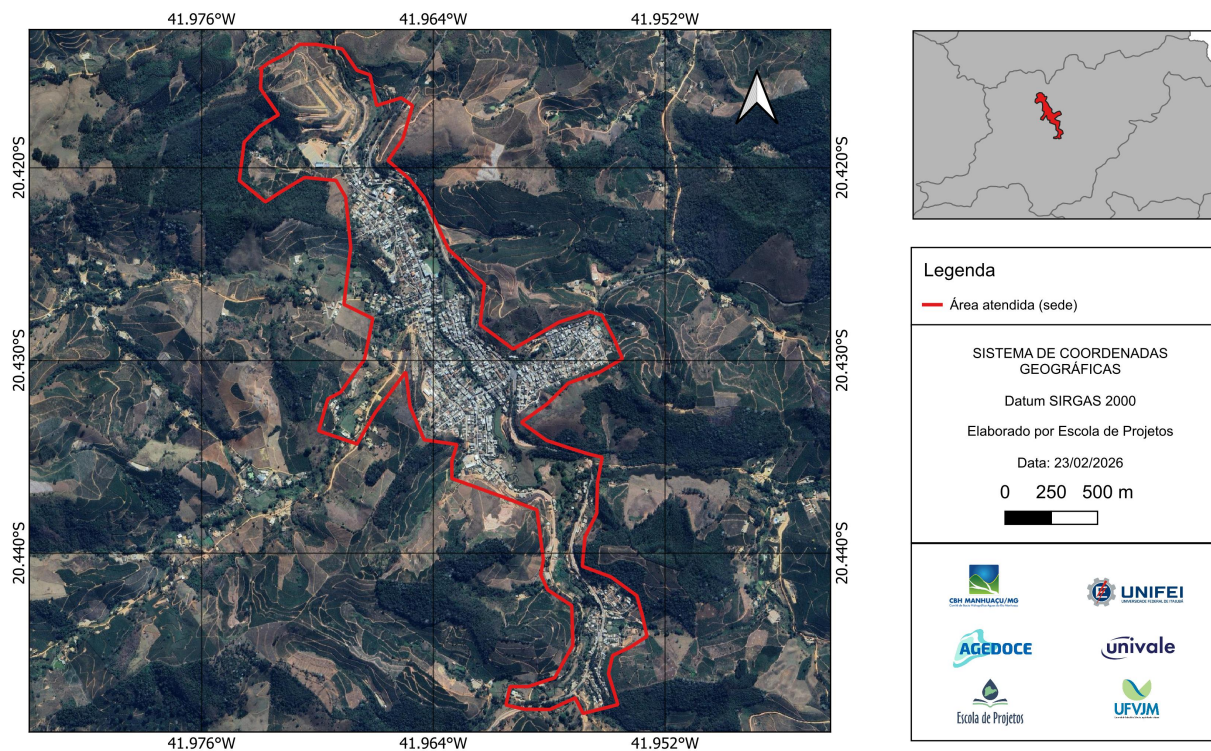 41.976°W 41.964°W 41.952°W
20.420°S 20.420°S
20.430°S 20.430°S
20.440°S 20.440°S
41.976°W 41.964°W 41.952°W
Legenda
Área atendida (sede)
SISTEMA DE COORDENADAS
GEOGRÁFICAS
Datum SIRGAS 2000
Elaborado por Escola de Projetos
Data: 23/02/2026
0 250 500 m
CBH MANHUAÇU/MG
UNIFEI
UNIVERSIDADE FEDERAL DE ITAJUBÁ
AGEDOCE
univale
Escola de Projetos
UFVJM